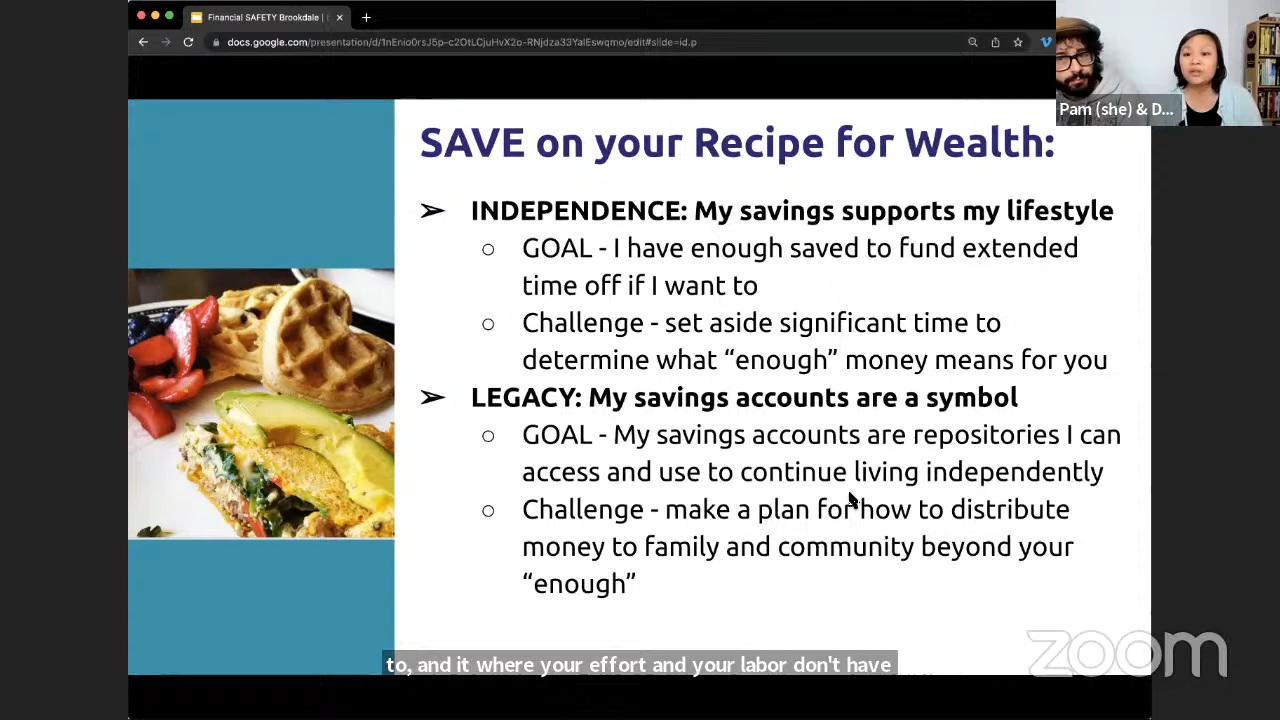 Financial SAFETY Brookdale |
docs.google.com/presentation/d/1nEnio0rsJ5p-c2OtLCjuHvX2o-RNjdza33YalEswqmo/edit#slide=id.p
Pam (she) & D...
SAVE on your Recipe for Wealth:
➢ INDEPENDENCE: My savings supports my lifestyle
○ GOAL - I have enough saved to fund extended
time off if I want to
○ Challenge - set aside significant time to
determine what “enough” money means for you
➢ LEGACY: My savings accounts are a symbol
○ GOAL - My savings accounts are repositories I can
access and use to continue living independently
○ Challenge - make a plan for how to distribute
money to family and community beyond your
“enough”
to, and it where your effort and your labor don't have
zoom